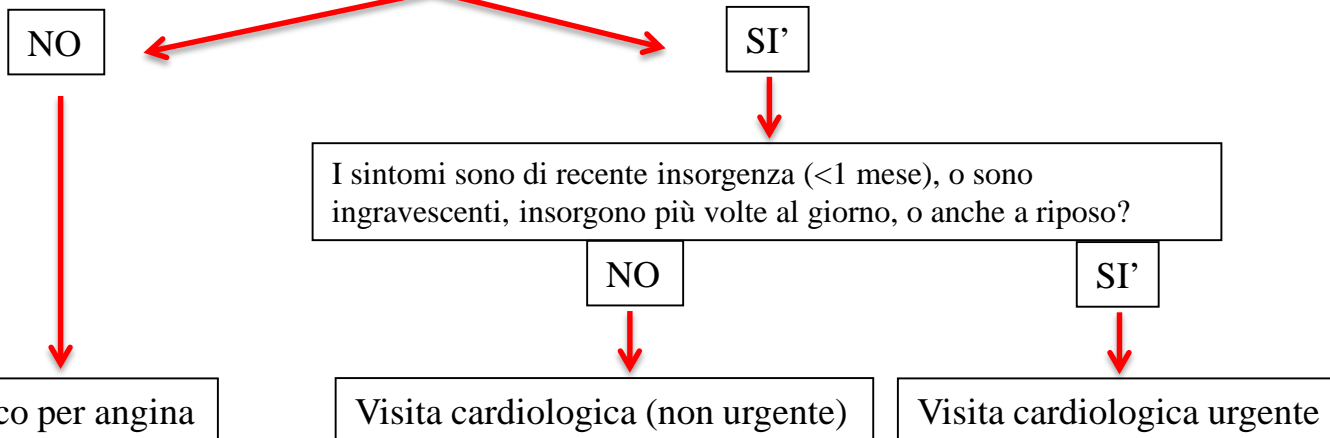 NO
SI’
I sintomi sono di recente insorgenza (<1 mese), o sono
ingravescenti, insorgono più volte al giorno, o anche a riposo?
NO
SI’
co per angina
Visita cardiologica (non urgente)
Visita cardiologica urgente